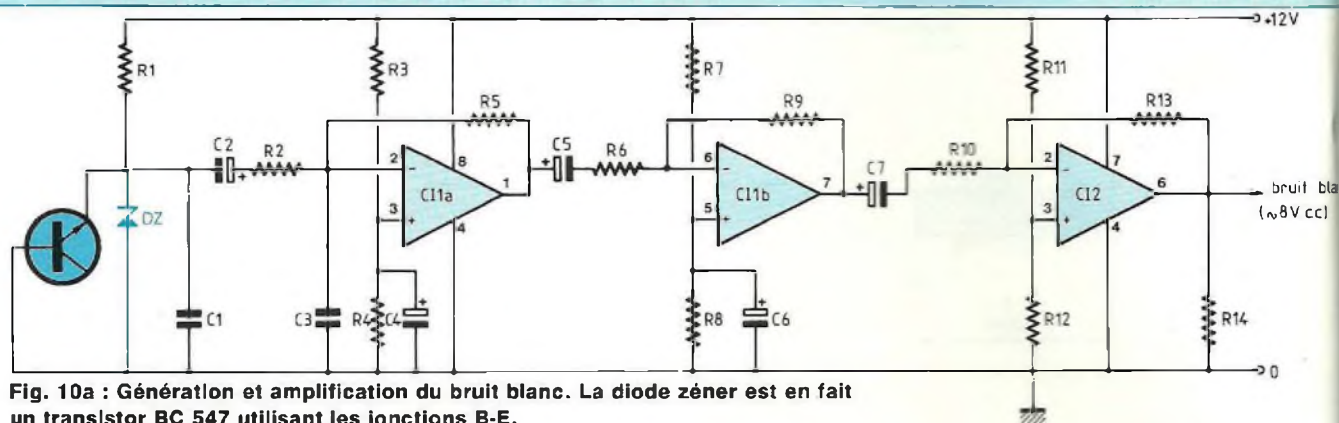 +12V
R1
R3
R7
R11
R5
R9
R13
C2
R2
C5
R6
C7
R10
+
2
-
8
CI1a
1
3
+
4
+
6
-
CI1b
7
5
+
+
2
-
7
CI2
6
3
+
4
bruit bla
(~8V cc)
DZ
C1
C3
R4
C4
+
R8
+
C6
R12
R14
0
Fig. 10a : Génération et amplification du bruit blanc. La diode zéner est en fait
un transistor BC 547 utilisant les jonctions B-E.